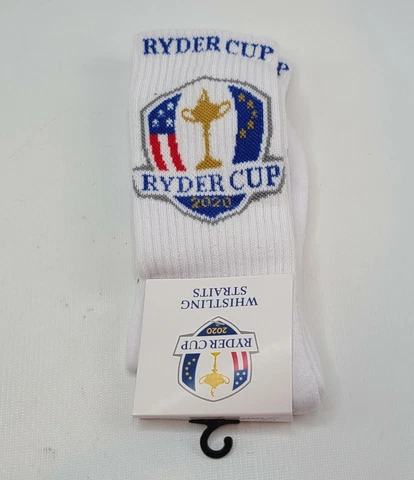 RYDER CUP
P
RYDER CUP
2020
WHISTLING
STRAITS
RYDER CUP
2020